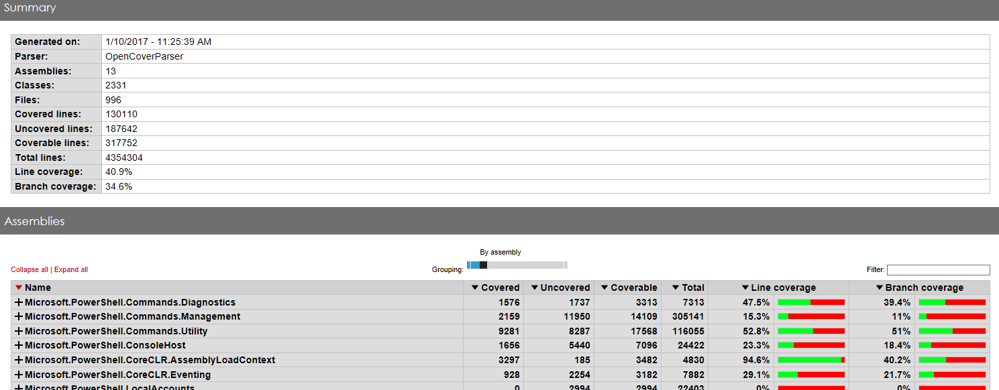 Summary
Generated on: 1/10/2017 - 11:25:39 AM
Parser: OpenCoverParser
Assemblies: 13
Classes: 2331
Files: 996
Covered lines: 130110
Uncovered lines: 187642
Coverable lines: 317752
Total lines: 4354304
Line coverage: 40.9%
Branch coverage: 34.6%
Assemblies
By assembly
Collapse all | Expand all Grouping: Filter:
Name Covered Uncovered Coverable Total Line coverage Branch coverage
Microsoft.PowerShell.Commands.Diagnostics 1576 1737 3313 7313 47.5% 39.4%
Microsoft.PowerShell.Commands.Management 2159 11950 14109 305141 15.3% 11%
Microsoft.PowerShell.Commands.Utility 9281 8287 17568 116055 52.8% 51%
Microsoft.PowerShell.ConsoleHost 1656 5440 7096 24422 23.3% 18.4%
Microsoft.PowerShell.CoreCLR.AssemblyLoadContext 3297 185 3482 4830 94.6% 40.2%
Microsoft.PowerShell.CoreCLR.Eventing 928 2254 3182 7882 29.1% 21.7%
Microsoft.PowerShell.LocalAccounts 0 2994 2994 22403 0% 0%